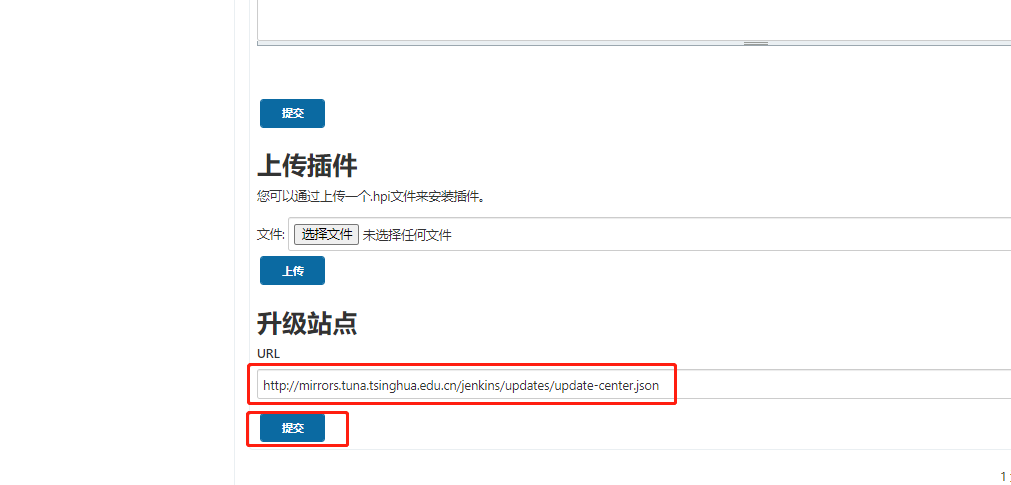 提交
上传插件
您可以通过上传一个.hpi文件来安装插件。
文件: 选择文件 未选择任何文件
上传
升级站点
URL
http://mirrors.tuna.tsinghua.edu.cn/jenkins/updates/update-center.json
提交
1